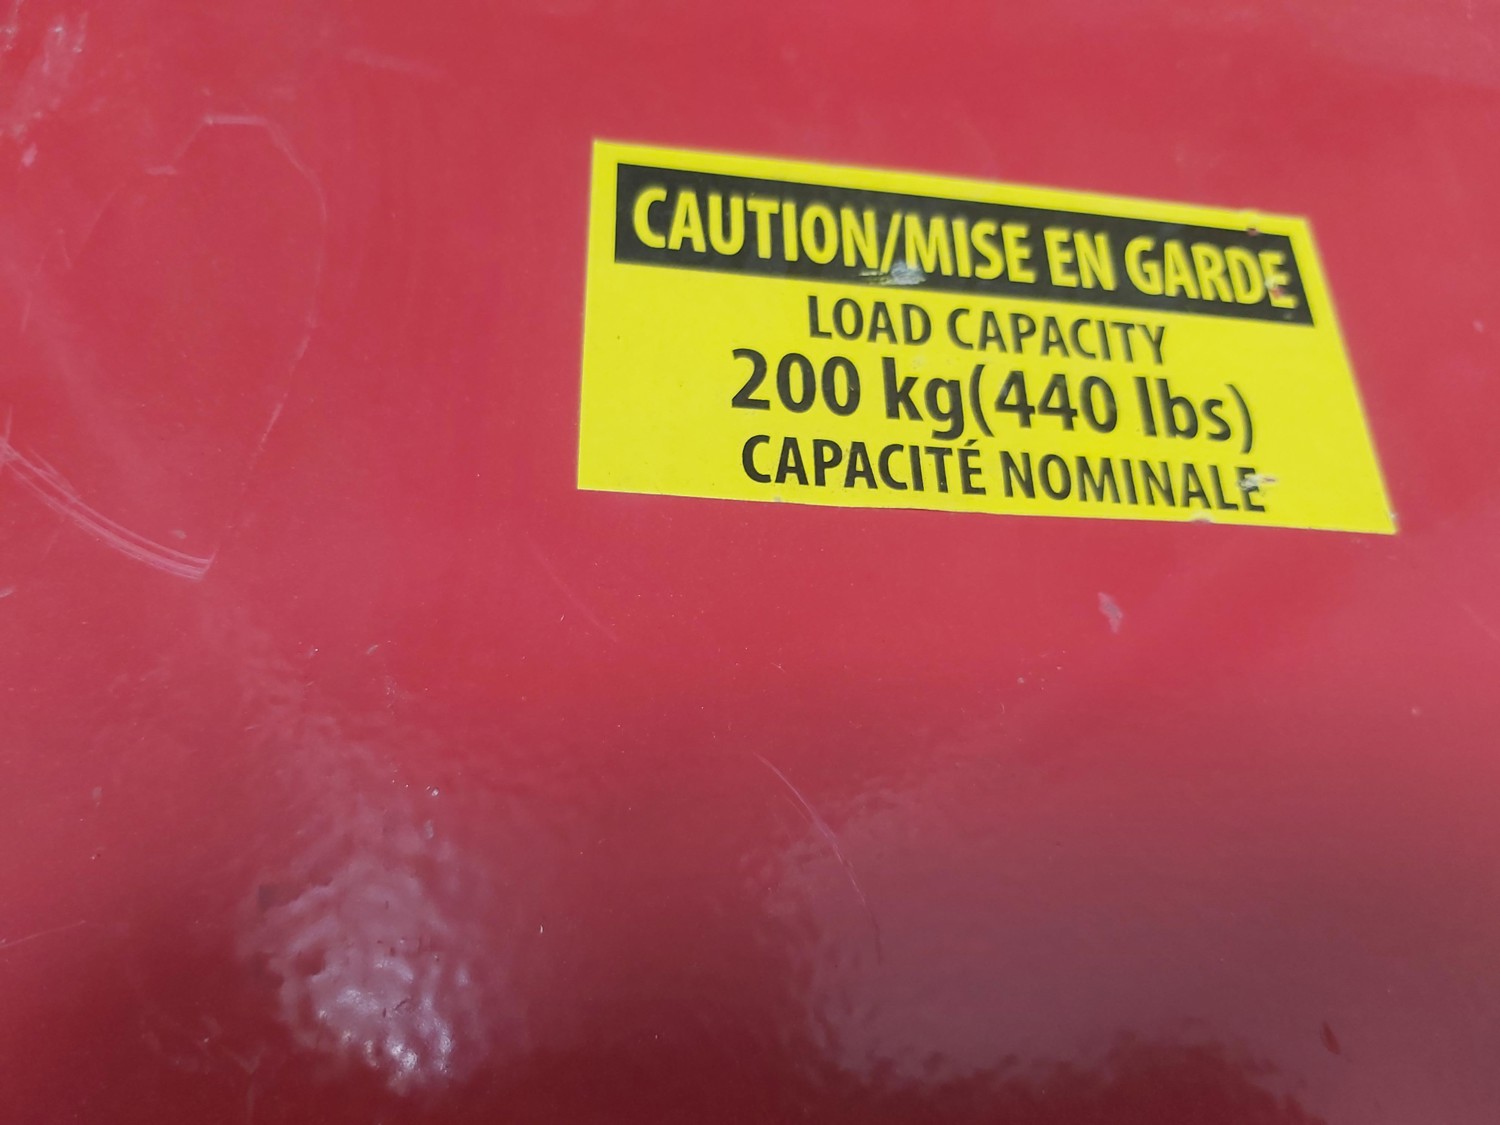 CAUTION/MISE EN GARDE
LOAD CAPACITY
200 kg(440 lbs)
CAPACITÉ NOMINALE